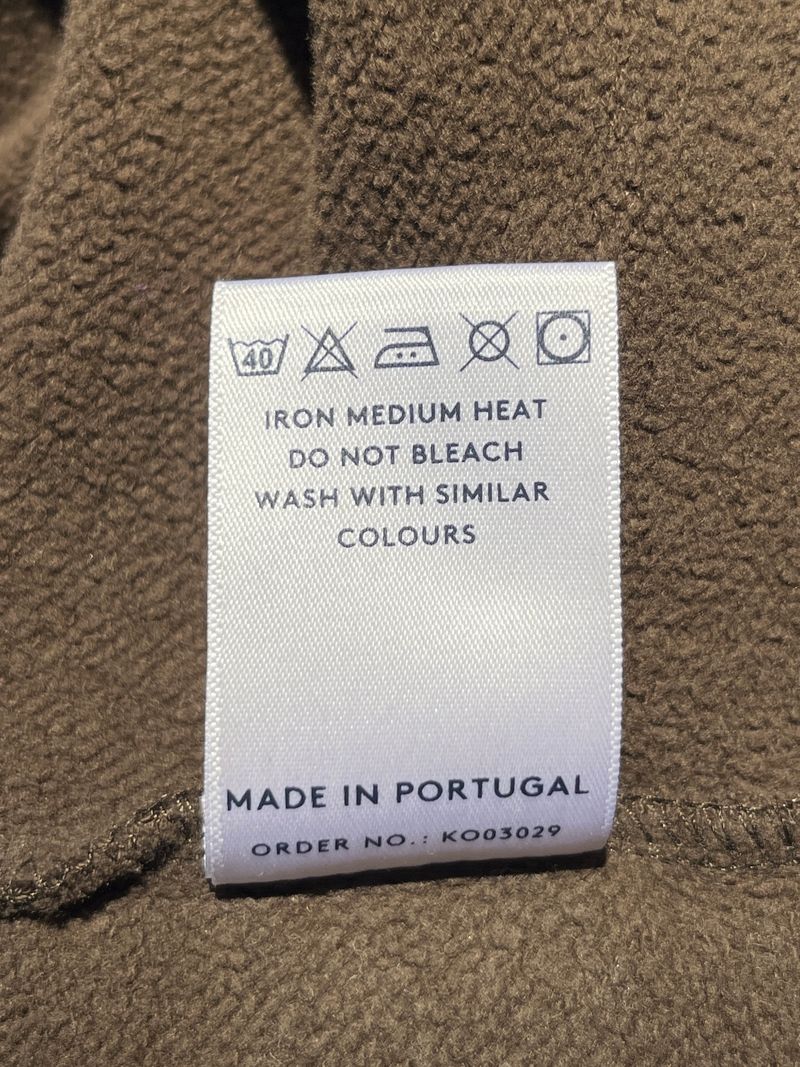 40
IRON MEDIUM HEAT
DO NOT BLEACH
WASH WITH SIMILAR
COLOURS
MADE IN PORTUGAL
ORDER NO.: KO03029